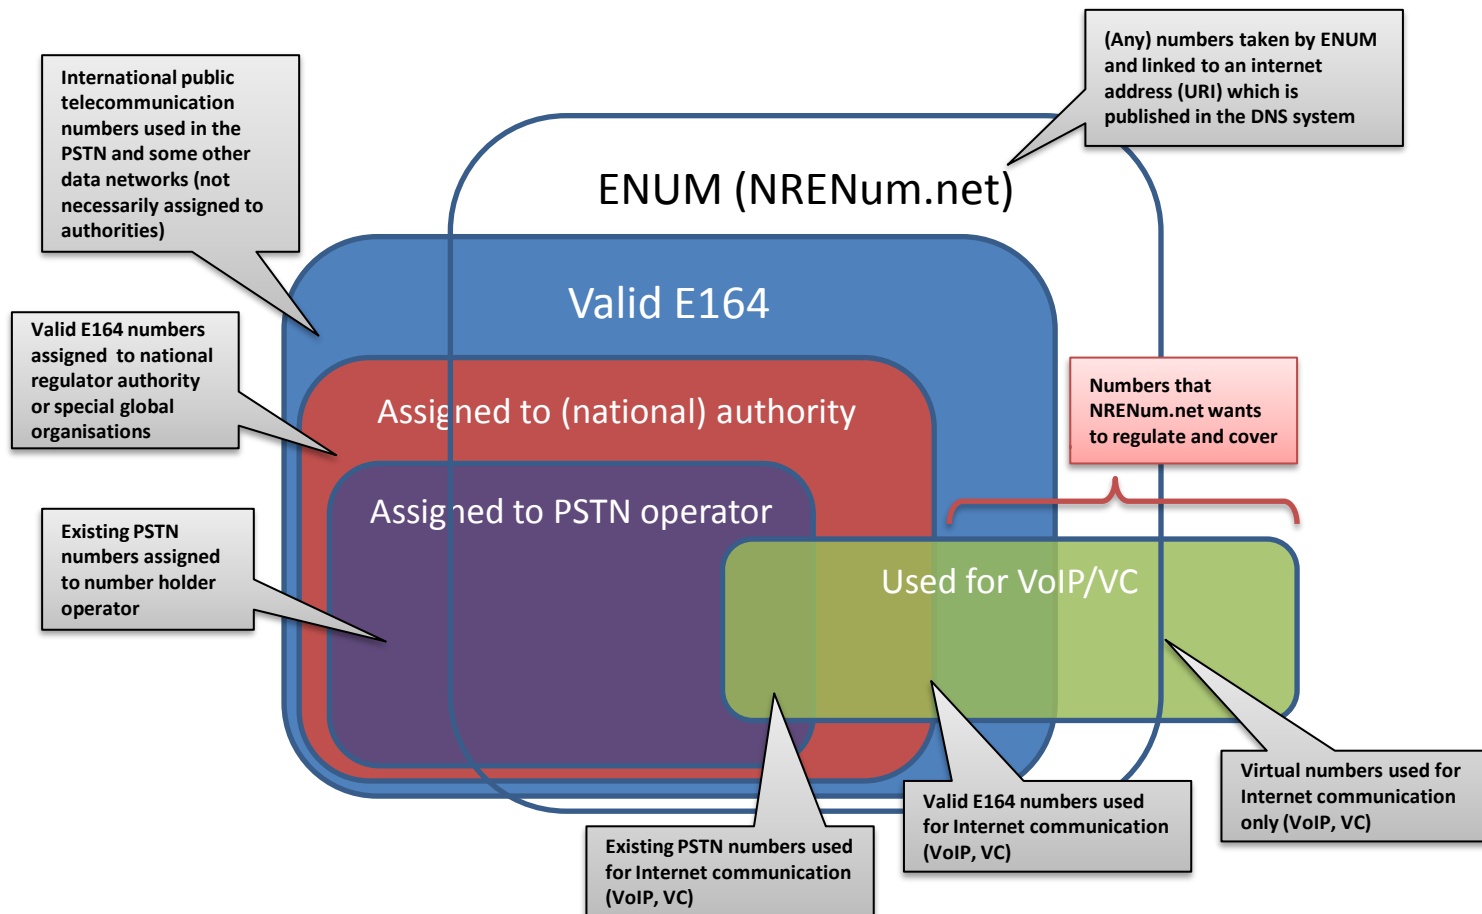 International public
telecommunication
numbers used in the
PSTN and some other
data networks (not
necessarily assigned to
authorities)
(Any) numbers taken by ENUM
and linked to an internet
address (URI) which is
published in the DNS system
ENUM (NRENum.net)
Valid E164
Valid E164 numbers
assigned to national
regulator authority
or special global
organisations
Assigned to (national) authority
Numbers that
NRENum.net wants
to regulate and cover
Assigned to PSTN operator
Existing PSTN
numbers assigned
to number holder
operator
Used for VoIP/VC
Existing PSTN numbers used
for Internet communication
(VoIP, VC)
Valid E164 numbers used
for Internet communication
(VoIP, VC)
Virtual numbers used for
Internet communication
only (VoIP, VC)